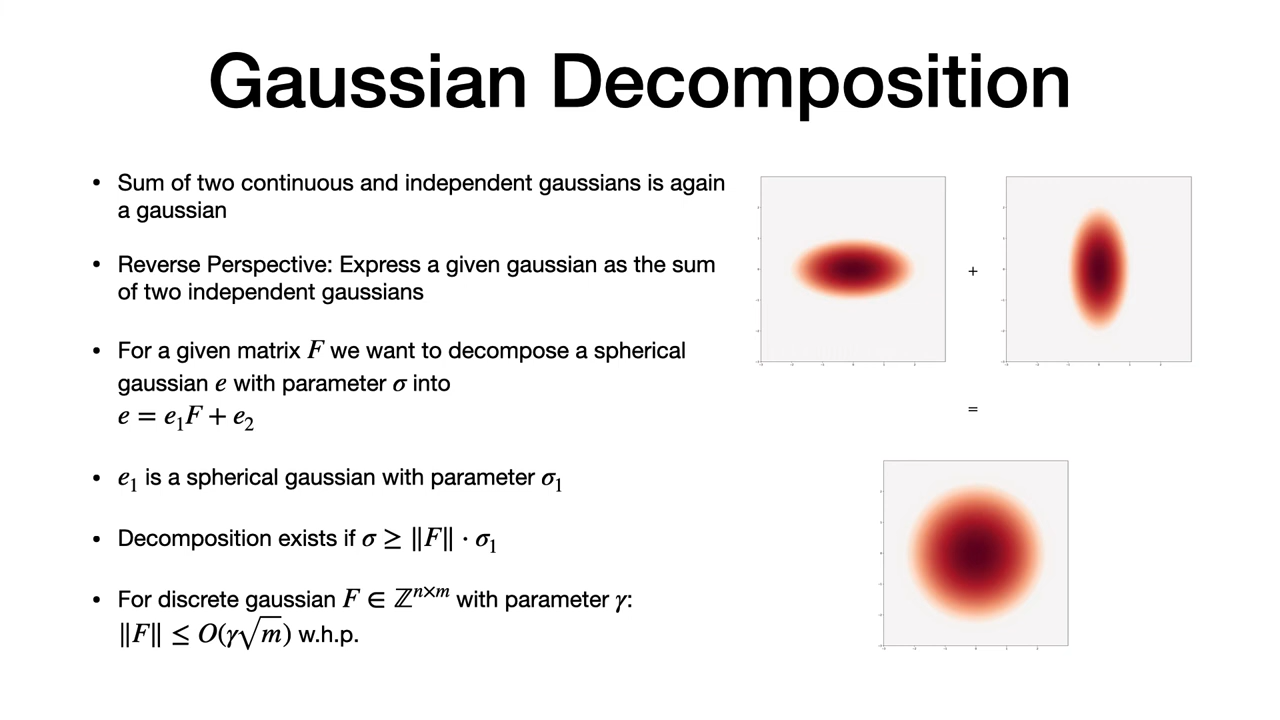 Gaussian Decomposition
• Sum of two continuous and independent gaussians is again
a gaussian
• Reverse Perspective: Express a given gaussian as the sum
of two independent gaussians
• For a given matrix F we want to decompose a spherical
gaussian e with parameter σ into
e = e₁F + e₂
• e₁ is a spherical gaussian with parameter σ₁
• Decomposition exists if σ ≥ ∥F∥ · σ₁
• For discrete gaussian F ∈ ℤⁿˣᵐ with parameter γ:
∥F∥ ≤ O(γ√m) w.h.p.
+
=